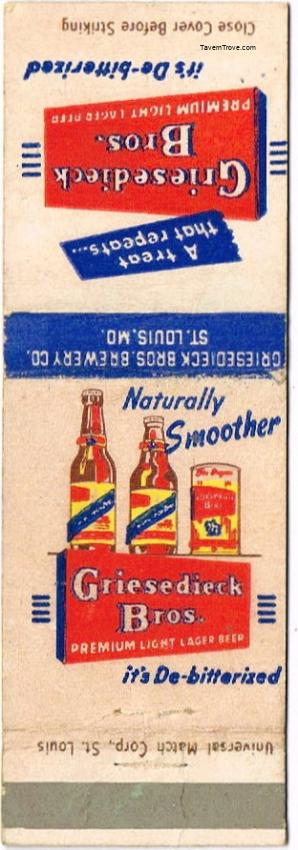 TavernTrove.com
Close Cover Before Striking
it's De-bitterized
Griesedieck
Bros.
PREMIUM LIGHT LAGER BEER
A treat
that repeats...
GRIESEDIECK BROS. BREWERY CO.
ST. LOUIS, MO.
Naturally
Smoother
Griesedieck
Bros.
PREMIUM LIGHT LAGER BEER
it's De-bitterized
Universal Match Corp., St. Louis